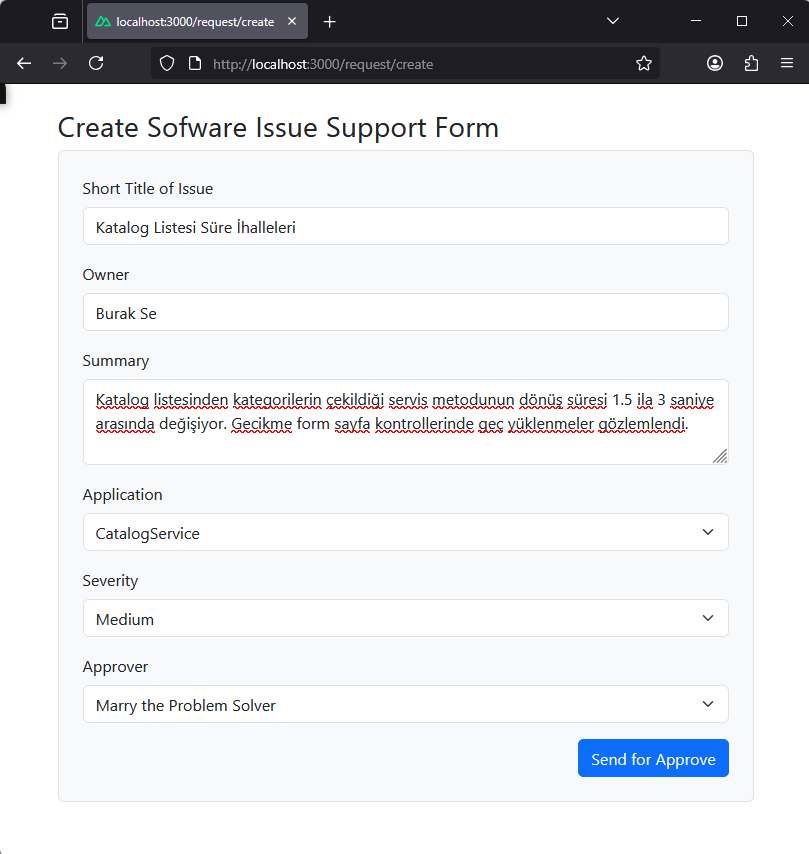 localhost:3000/request/create
http://localhost:3000/request/create
Create Sofware Issue Support Form
Short Title of Issue
Katalog Listesi Süre İhalleleri
Owner
Burak Se
Summary
Katalog listesinden kategorilerin çekildiği servis metodunun dönüş süresi 1.5 ila 3 saniye
arasında değişiyor. Gecikme form sayfa kontrollerinde geç yüklenmeler gözlemlendi.
Application
CatalogService
Severity
Medium
Approver
Marry the Problem Solver
Send for Approve